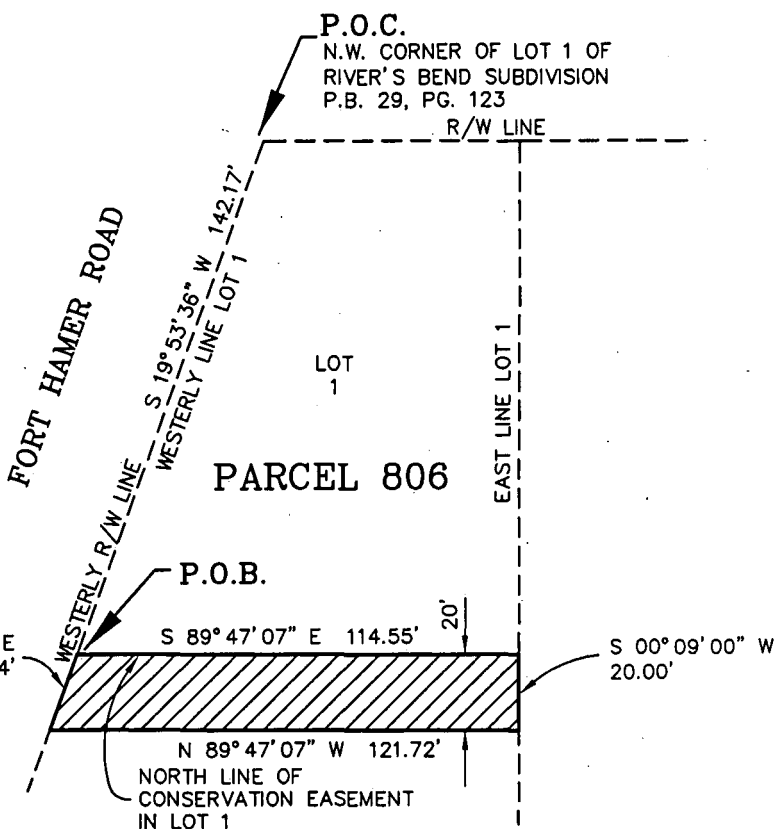 P.O.C.
N.W. CORNER OF LOT 1 OF
RIVER'S BEND SUBDIVISION
P.B. 29, PG. 123
R/W LINE
FORT HAMER ROAD
S 19°53'36" W 142.17'
WESTERLY LINE LOT 1
WESTERLY R/W LINE
LOT
1
EAST LINE LOT 1
PARCEL 806
P.O.B.
E
4'
S 89°47'07" E 114.55'
20'
S 00°09'00" W
20.00'
N 89°47'07" W 121.72'
NORTH LINE OF
CONSERVATION EASEMENT
IN LOT 1